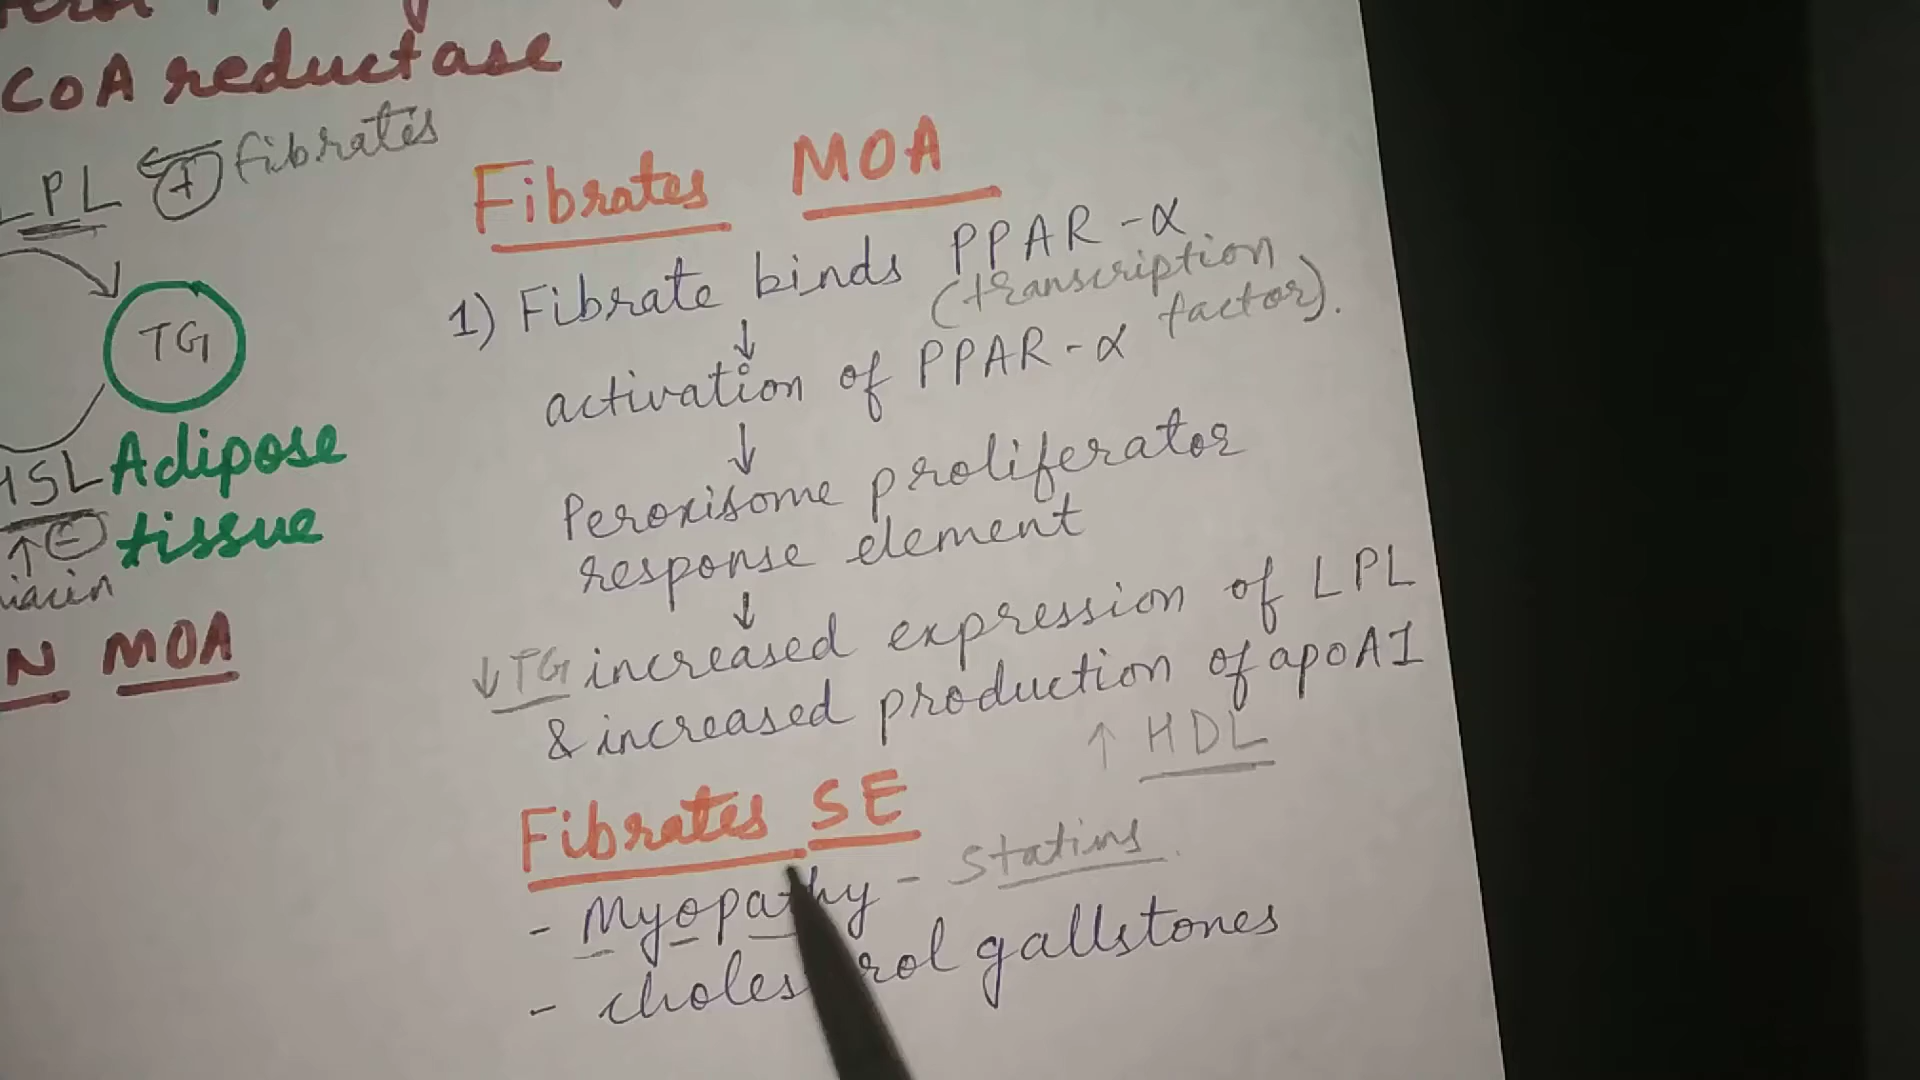 CoA reductase
LPL + fibrates
TG
HSL Adipose
↑ - tissue
N MOA
Fibrates MOA
1) Fibrate binds PPAR-α
(transcription
factor).
↓
activation of PPAR-α
↓
Peroxisome proliferator
response element
↓
↓TG increased expression of LPL
& increased production of apoA1
↑ HDL
Fibrates SE
- Myopathy - Statins
- gallstones